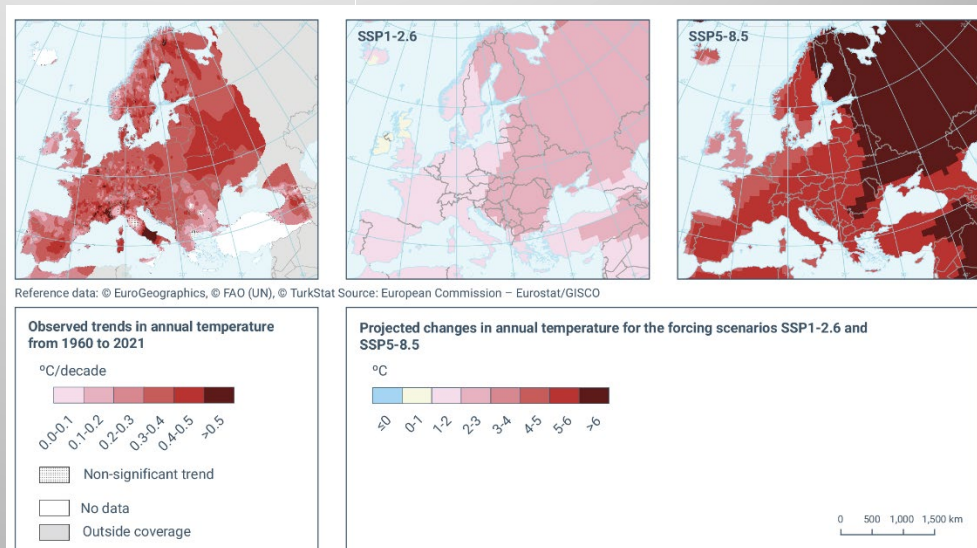 SSP1-2.6
SSP5-8.5
Reference data: © EuroGeographics, © FAO (UN), © TurkStat Source: European Commission – Eurostat/GISCO
Observed trends in annual temperature
from 1960 to 2021
ºC/decade
0.0-0.1
0.1-0.2
0.2-0.3
0.3-0.4
0.4-0.5
>0.5
Non-significant trend
No data
Outside coverage
Projected changes in annual temperature for the forcing scenarios SSP1-2.6 and
SSP5-8.5
ºC
≤0
0-1
1-2
2-3
3-4
4-5
5-6
>6
0 500 1,000 1,500 km